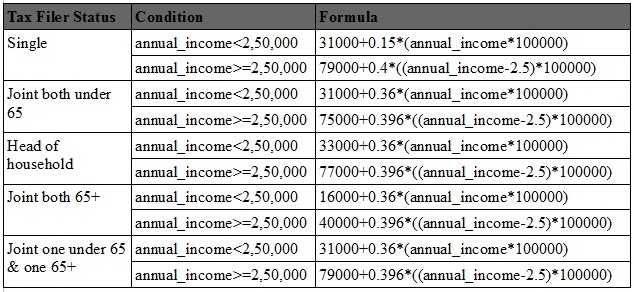 Tax Filer Status Condition Formula
Single annual_income<2,50,000 31000+0.15*(annual_income*100000)
annual_income>=2,50,000 79000+0.4*((annual_income-2.5)*100000)
Joint both under annual_income<2,50,000 31000+0.36*(annual_income*100000)
65 annual_income>=2,50,000 75000+0.396*((annual_income-2.5)*100000)
Head of annual_income<2,50,000 33000+0.36*(annual_income*100000)
household annual_income>=2,50,000 77000+0.396*((annual_income-2.5)*100000)
Joint both 65+ annual_income<2,50,000 16000+0.36*(annual_income*100000)
annual_income>=2,50,000 40000+0.396*((annual_income-2.5)*100000)
Joint one under 65 annual_income<2,50,000 31000+0.36*(annual_income*100000)
& one 65+ annual_income>=2,50,000 79000+0.396*((annual_income-2.5)*100000)